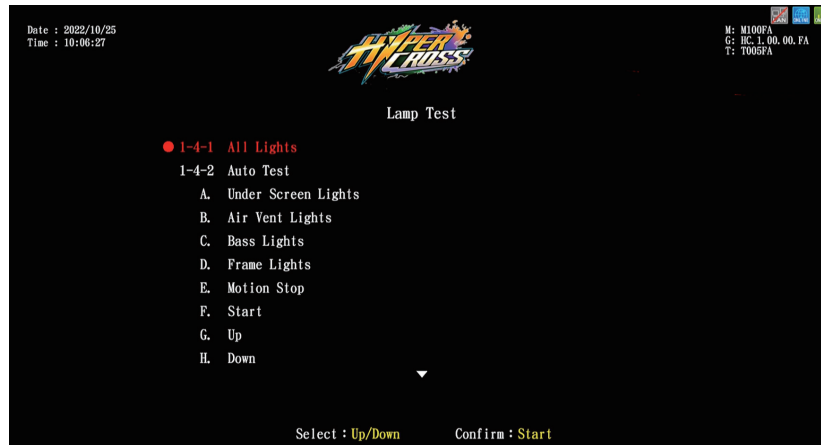 Date : 2022/10/25
Time : 10:06:27
HYPER
CROSS
LAN
ONLINE
M: M100FA
G: HC.1.00.00.FA
T: T005FA
Lamp Test
1-4-1 All Lights
1-4-2 Auto Test
A. Under Screen Lights
B. Air Vent Lights
C. Bass Lights
D. Frame Lights
E. Motion Stop
F. Start
G. Up
H. Down
Select : Up/Down Confirm : Start